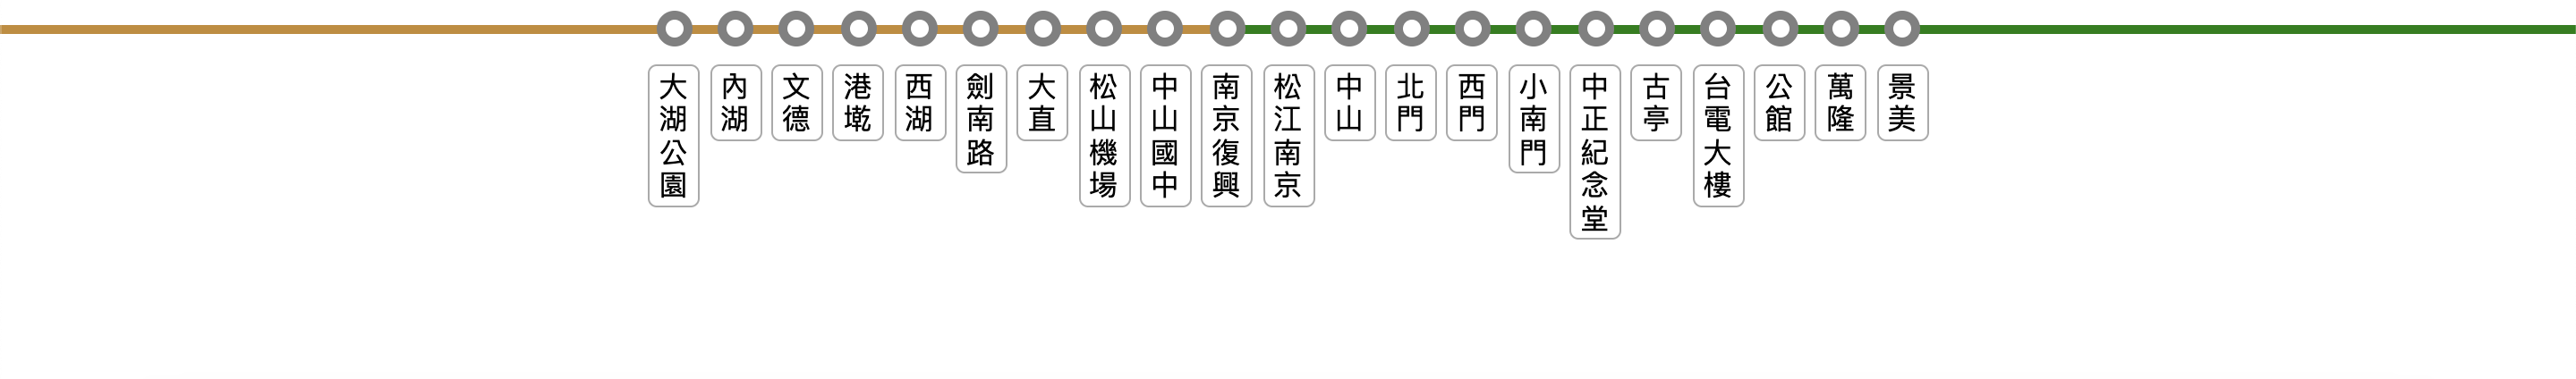 大湖公園
內湖
文德
港墘
西湖
劍南路
大直
松山機場
中山國中
南京復興
松江南京
中山
北門
西門
小南門
中正紀念堂
古亭
台電大樓
公館
萬隆
景美